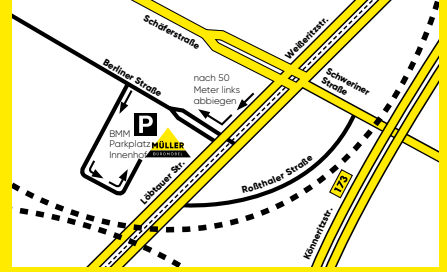 Schäferstraße
Weißeritzstr.
Berliner Straße
nach 50
Meter links
abbiegen
Schweriner
Straße
P
BMM
Parkplatz
Innenhof
MÜLLER
BÜROMÖBEL
Löbtauer Str.
Roßthaler Straße
173
Könneritzstr.